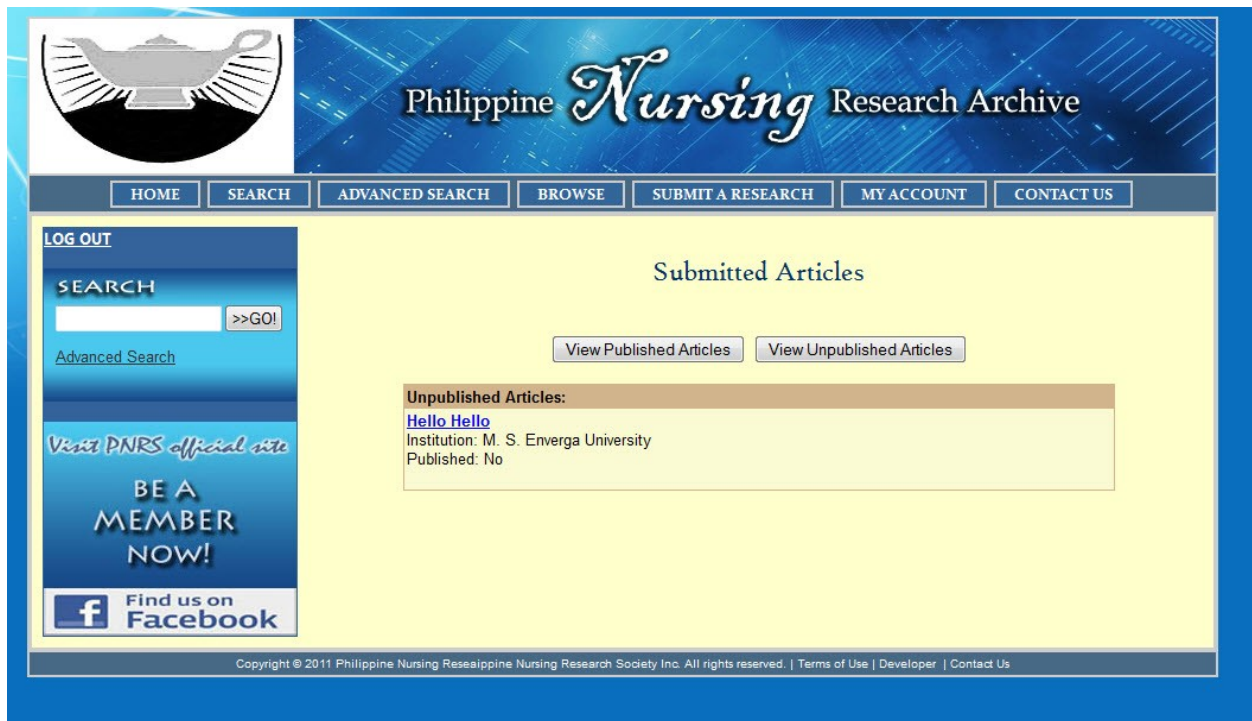 Philippine Nursing Research Archive
HOME SEARCH ADVANCED SEARCH BROWSE SUBMIT A RESEARCH MY ACCOUNT CONTACT US
LOG OUT
SEARCH
>>GO!
Advanced Search
Visit PNRS official site
BE A
MEMBER
NOW!
Find us on
Facebook
Submitted Articles
View Published Articles View Unpublished Articles
Unpublished Articles:
Hello Hello
Institution: M. S. Enverga University
Published: No
Copyright © 2011 Philippine Nursing Reseaippine Nursing Research Society Inc. All rights reserved. | Terms of Use | Developer | Contact Us